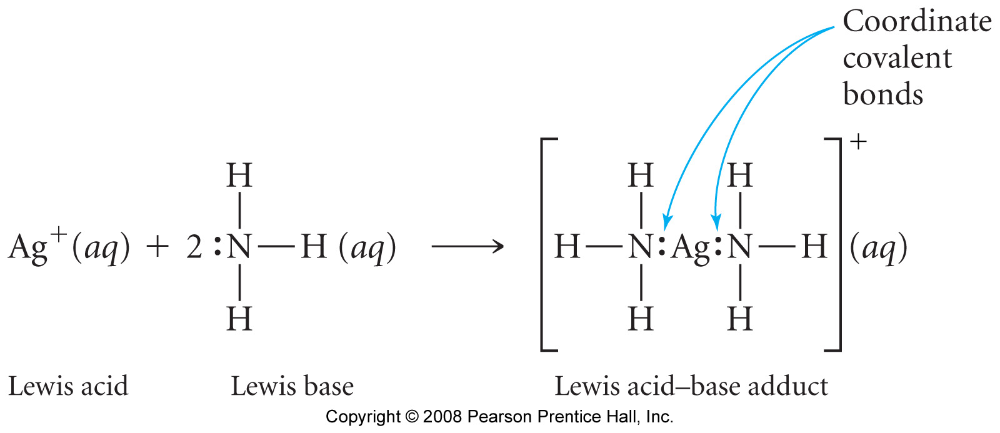 Coordinate
covalent
bonds
+
H H H
Ag+(aq) + 2 :N—H (aq) ⟶ [H—N:Ag:N—H] (aq)
H H H
Lewis acid Lewis base Lewis acid–base adduct
Copyright © 2008 Pearson Prentice Hall, Inc.